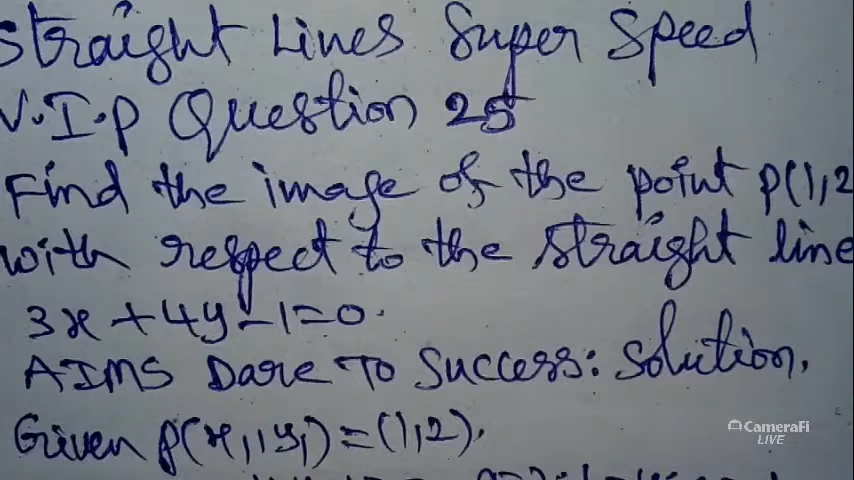 Straight Lines Super Speed
V.I.P Question 25
Find the image of the point P(1,2
with respect to the straight line
3x+4y-1=0.
AIMS Dare To Success: Solution.
Given P(x1,y1)=(1,2).
CameraFi
LIVE